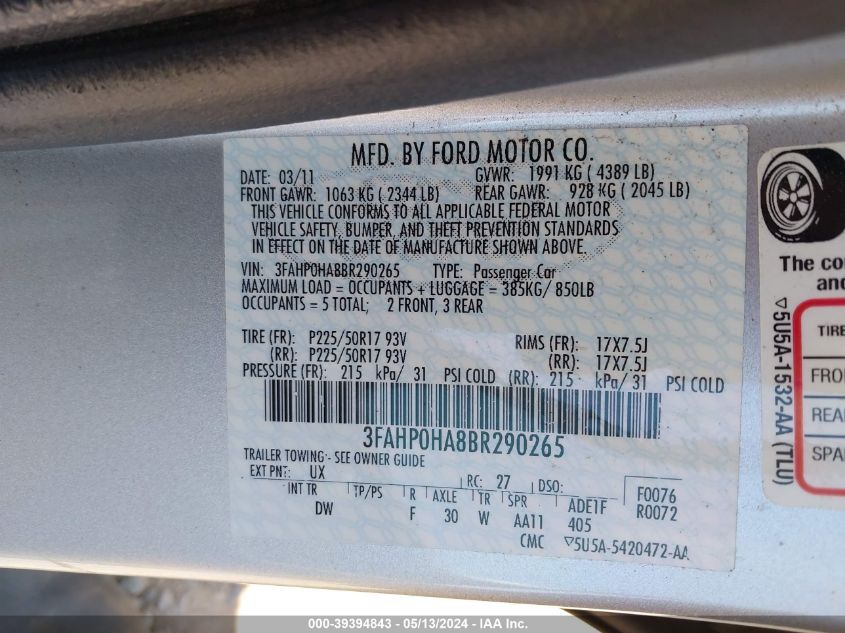 MFD. BY FORD MOTOR CO.
DATE: 03/11 GVWR: 1991 KG ( 4389 LB)
FRONT GAWR: 1063 KG ( 2344 LB) REAR GAWR: 928 KG ( 2045 LB)
THIS VEHICLE CONFORMS TO ALL APPLICABLE FEDERAL MOTOR
VEHICLE SAFETY, BUMPER, AND THEFT PREVENTION STANDARDS
IN EFFECT ON THE DATE OF MANUFACTURE SHOWN ABOVE.
VIN: 3FAHP0HA8BR290265 TYPE: Passenger Car
MAXIMUM LOAD = OCCUPANTS + LUGGAGE = 385KG/ 850LB
OCCUPANTS = 5 TOTAL; 2 FRONT, 3 REAR
TIRE (FR): P225/50R17 93V RIMS (FR): 17X7.5J
(RR): P225/50R17 93V (RR): 17X7.5J
PRESSURE (FR): 215 kPa/ 31 PSI COLD (RR): 215 kPa/ 31 PSI COLD
3FAHP0HA8BR290265
TRAILER TOWING - SEE OWNER GUIDE
EXT PNT: UX RC: 27 DSO: F0076
INT TR TP/PS R AXLE TR SPR ADE1F R0072
DW F 30 W AA11 405
CMC ▽5U5A-5420472-AA
The co
an
TIRE
FRO
REA
SPA
▽5U5A-1532-AA (TLU)
000-39394843 / 05/13/2024 - IAA Inc.